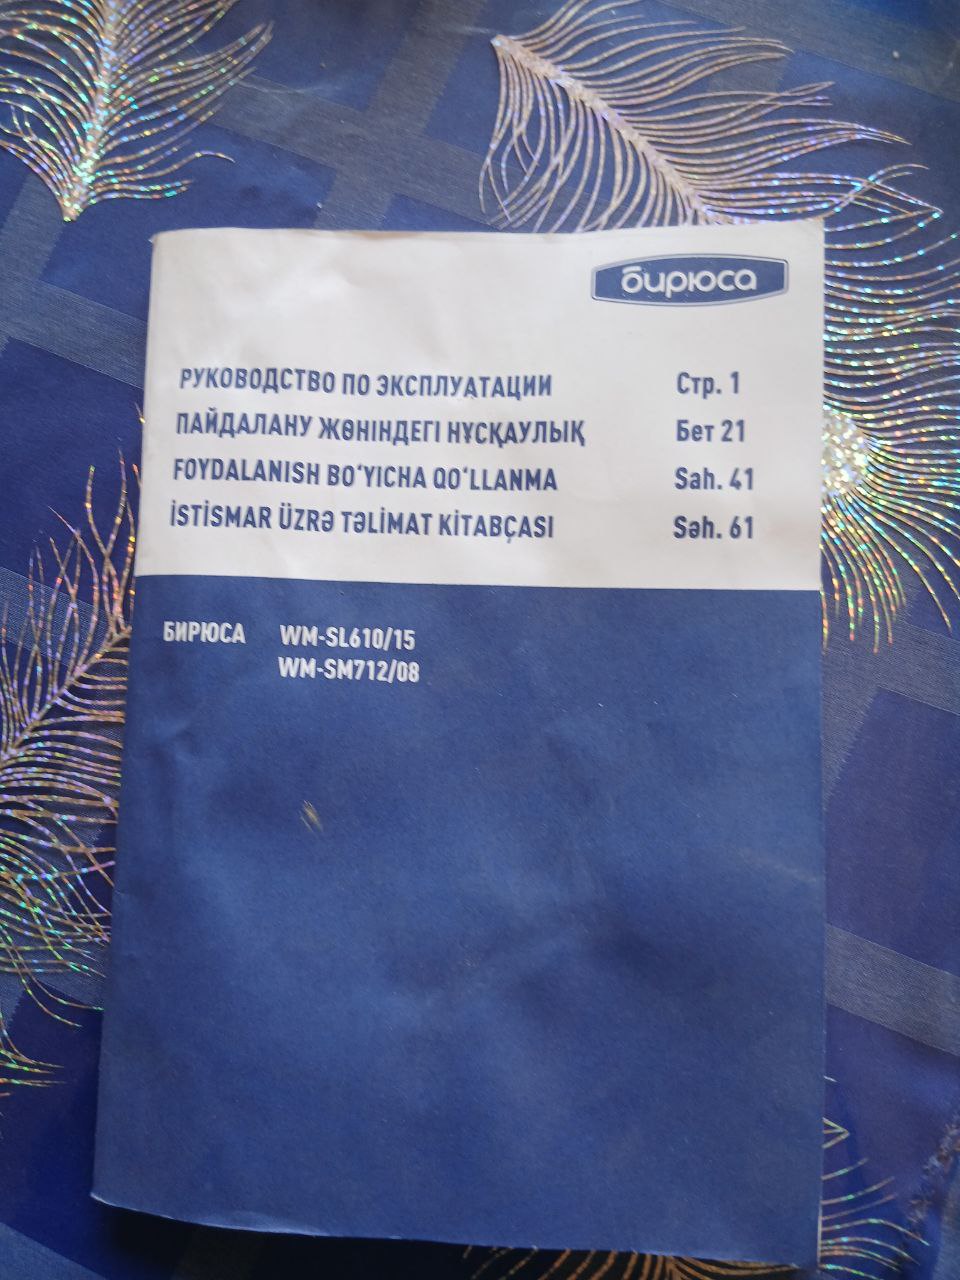 бирюса
РУКОВОДСТВО ПО ЭКСПЛУАТАЦИИ Стр. 1
ПАЙДАЛАНУ ЖӨНІНДЕГІ НҰСҚАУЛЫҚ Бет 21
FOYDALANISH BO‘YICHA QO‘LLANMA Sah. 41
İSTİSMAR ÜZRƏ TƏLİMAT KİTABÇASI Səh. 61
БИРЮСА WM-SL610/15
WM-SM712/08